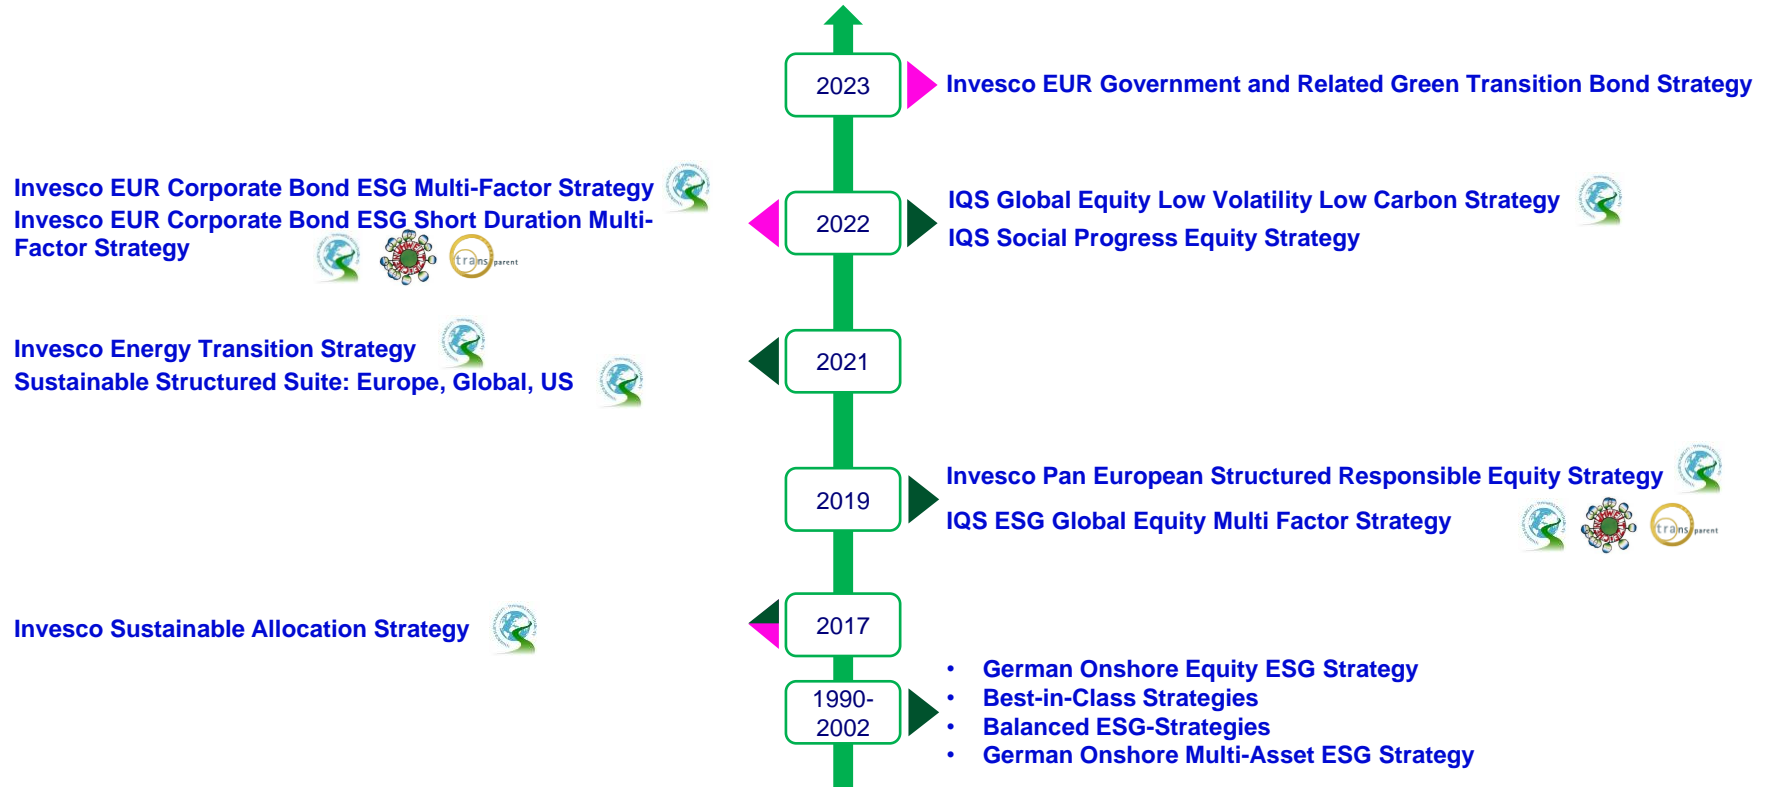 2023
Invesco EUR Government and Related Green Transition Bond Strategy
Invesco EUR Corporate Bond ESG Multi-Factor Strategy
Invesco EUR Corporate Bond ESG Short Duration Multi-
Factor Strategy
transparent
2022
IQS Global Equity Low Volatility Low Carbon Strategy
IQS Social Progress Equity Strategy
Invesco Energy Transition Strategy
Sustainable Structured Suite: Europe, Global, US
2021
2019
Invesco Pan European Structured Responsible Equity Strategy
IQS ESG Global Equity Multi Factor Strategy
transparent
Invesco Sustainable Allocation Strategy
2017
1990-
2002
• German Onshore Equity ESG Strategy
• Best-in-Class Strategies
• Balanced ESG-Strategies
• German Onshore Multi-Asset ESG Strategy